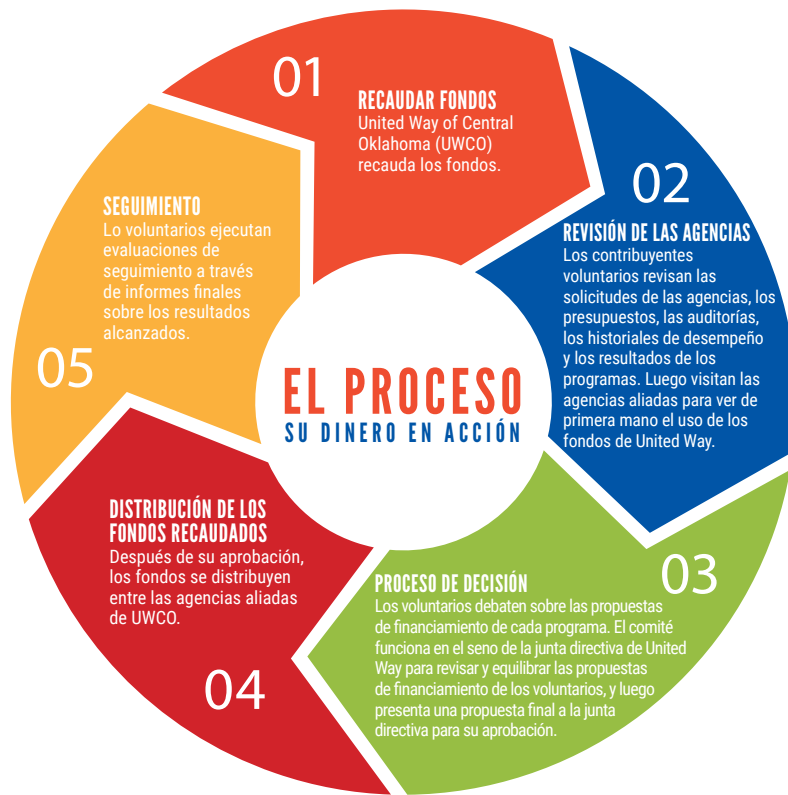 01
RECAUDAR FONDOS
United Way of Central
Oklahoma (UWCO)
recauda los fondos.
02
REVISIÓN DE LAS AGENCIAS
Los contribuyentes
voluntarios revisan las
solicitudes de las agencias, los
presupuestos, las auditorías,
los historiales de desempeño
y los resultados de los
programas. Luego visitan las
agencias aliadas para ver de
primera mano el uso de los
fondos de United Way.
03
PROCESO DE DECISIÓN
Los voluntarios debaten sobre las propuestas
de financiamiento de cada programa. El comité
funciona en el seno de la junta directiva de United
Way para revisar y equilibrar las propuestas
de financiamiento de los voluntarios, y luego
presenta una propuesta final a la junta
directiva para su aprobación.
04
DISTRIBUCIÓN DE LOS
FONDOS RECAUDADOS
Después de su aprobación,
los fondos se distribuyen
entre las agencias aliadas
de UWCO.
05
SEGUIMIENTO
Lo voluntarios ejecutan
evaluaciones de
seguimiento a través
de informes finales
sobre los resultados
alcanzados.
EL PROCESO
SU DINERO EN ACCIÓN